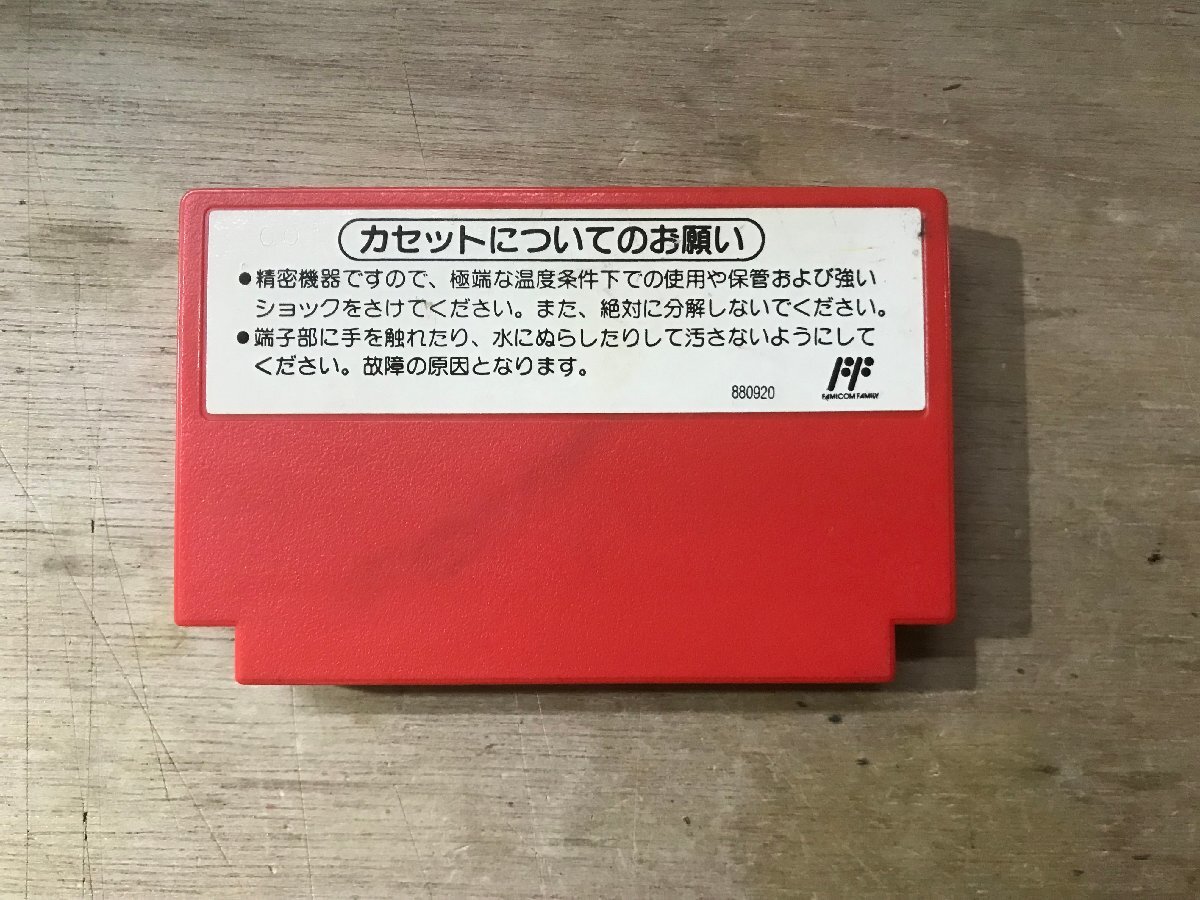 カセットについてのお願い
●精密機器ですので、極端な温度条件下での使用や保管および強い
ショックをさけてください。また、絶対に分解しないでください。
●端子部に手を触れたり、水にぬらしたりして汚さないようにして
ください。故障の原因となります。
880920
FF
FAMICOM FAMILY